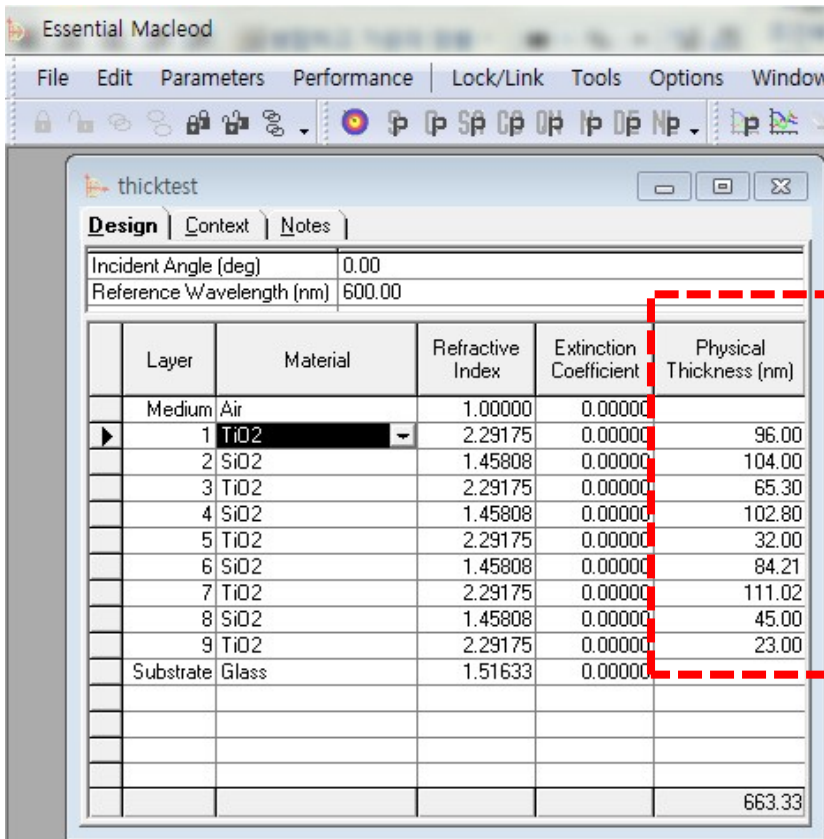 Essential Macleod
File Edit Parameters Performance Lock/Link Tools Options Window
thicktest
Design Context Notes
Incident Angle (deg) 0.00
Reference Wavelength (nm) 600.00
Layer Material Refractive Index Extinction Coefficient Physical Thickness (nm)
Medium Air 1.00000 0.00000
1 TiO2 2.29175 0.00000 96.00
2 SiO2 1.45808 0.00000 104.00
3 TiO2 2.29175 0.00000 65.30
4 SiO2 1.45808 0.00000 102.80
5 TiO2 2.29175 0.00000 32.00
6 SiO2 1.45808 0.00000 84.21
7 TiO2 2.29175 0.00000 111.02
8 SiO2 1.45808 0.00000 45.00
9 TiO2 2.29175 0.00000 23.00
Substrate Glass 1.51633 0.00000
663.33